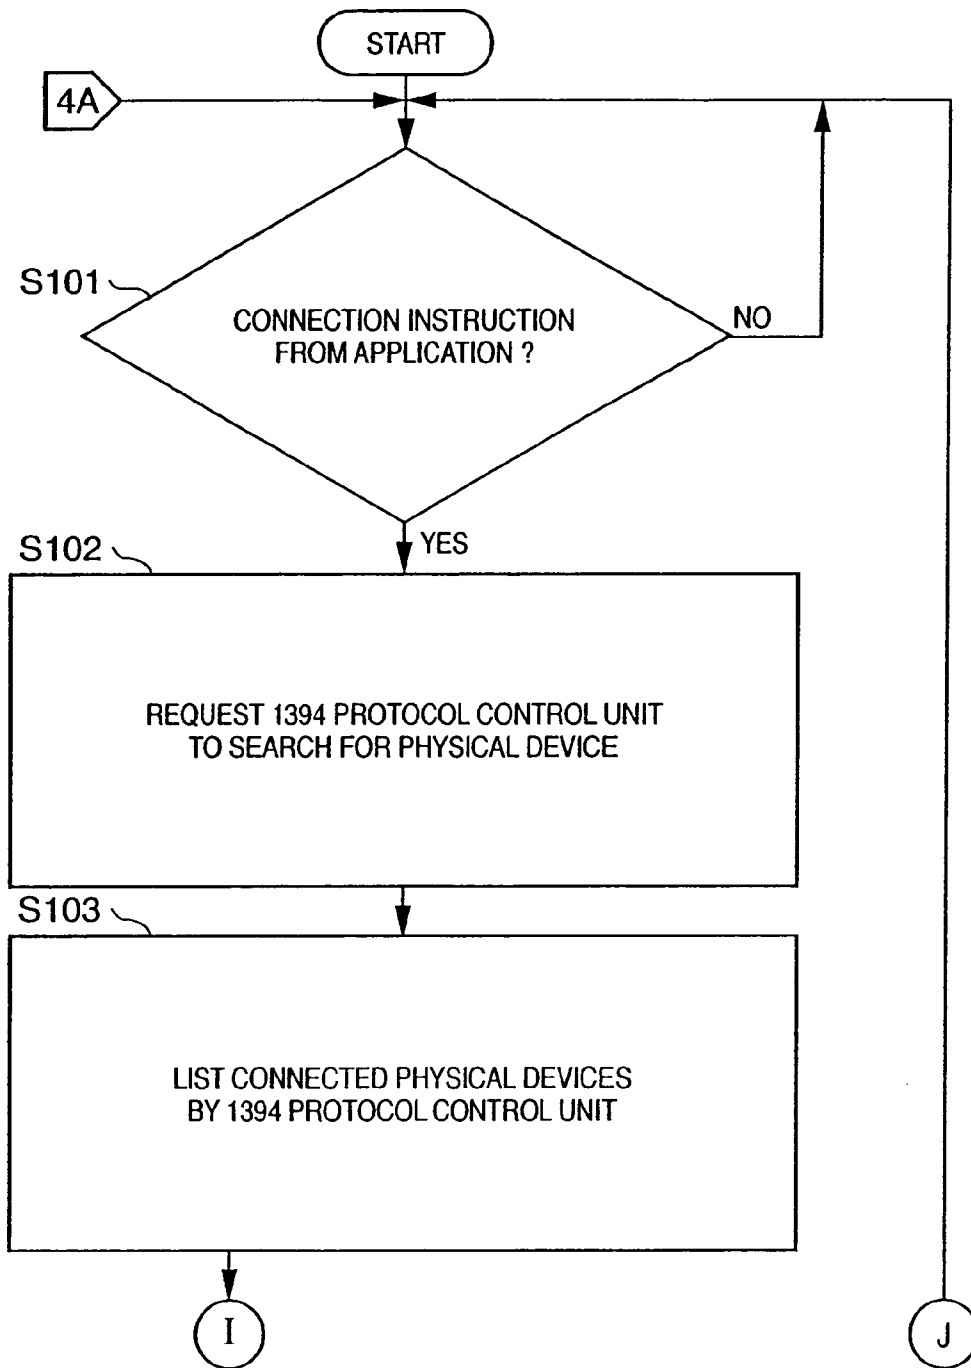 START
4A
S101
CONNECTION INSTRUCTION
FROM APPLICATION ?
NO
YES
S102
REQUEST 1394 PROTOCOL CONTROL UNIT
TO SEARCH FOR PHYSICAL DEVICE
S103
LIST CONNECTED PHYSICAL DEVICES
BY 1394 PROTOCOL CONTROL UNIT
I
J